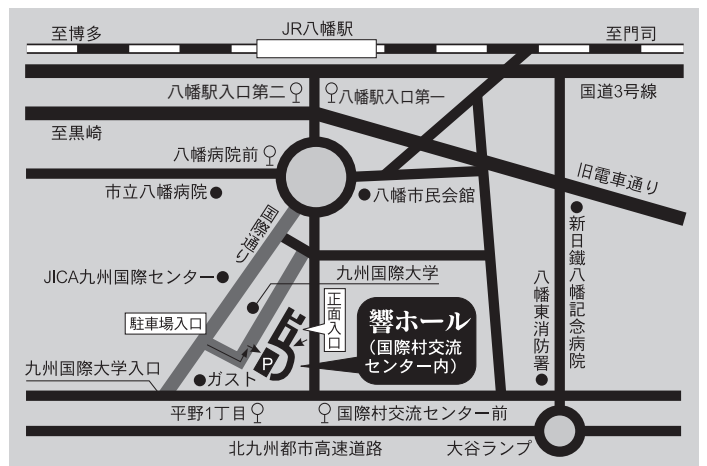 至博多
JR八幡駅
至門司
八幡駅入口第二
八幡駅入口第一
国道3号線
至黒崎
八幡病院前
旧電車通り
市立八幡病院
八幡市民会館
国際通り
新日鐵八幡記念病院
JICA九州国際センター
九州国際大学
八幡東消防署
駐車場入口
正面入口
響ホール
(国際村交流
センター内)
P
九州国際大学入口
ガスト
平野1丁目
国際村交流センター前
北九州都市高速道路
大谷ランプ